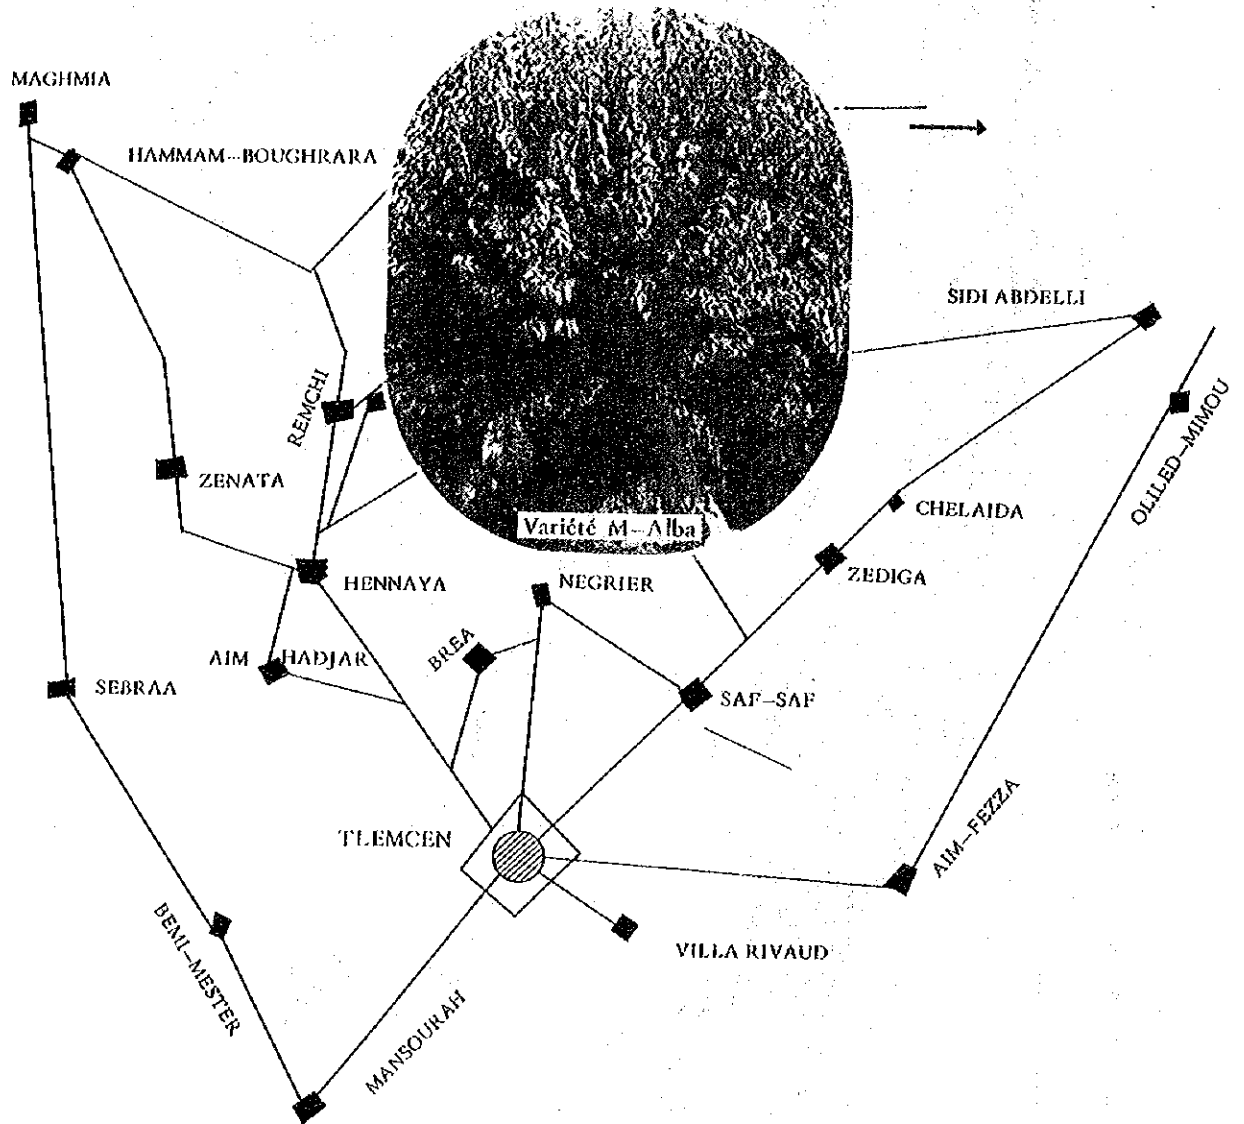 MAGHMIA
HAMMAM-BOUGHRARA
SIDI ABDELLI
REMCHI
OLILED-MIMOU
ZENATA
CHELAIDA
Variété M-Alba
HENNAYA
NEGRIER
ZEDIGA
AIM HADJAR
BREA
SEBRAA
SAF-SAF
TLEMCEN
AIM-FEZZA
BEMI-MESTER
VILLA RIVAUD
MANSOURAH